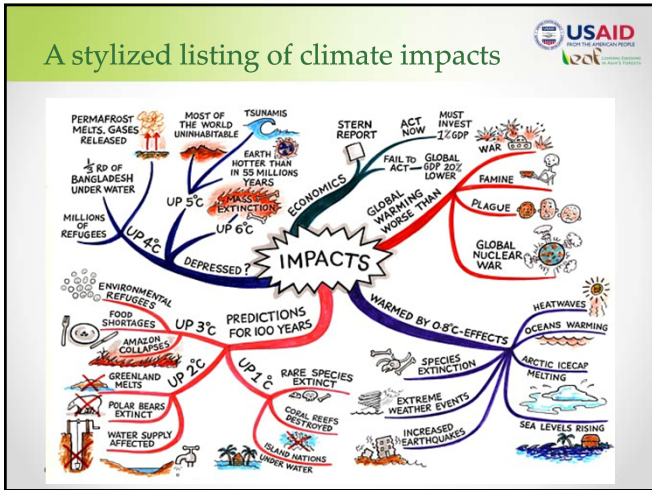 A stylized listing of climate impacts
USAID
FROM THE AMERICAN PEOPLE
leaf
IMPACTS
ECONOMICS
STERN
REPORT
ACT
NOW
MUST
INVEST
1% GDP
FAIL TO
ACT
GLOBAL
GDP 20%
LOWER
GLOBAL
WARMING
WORSE THAN
WAR
FAMINE
PLAGUE
GLOBAL
NUCLEAR
WAR
WARMED BY 0·8°C-EFFECTS
HEATWAVES
OCEANS WARMING
ARCTIC ICECAP
MELTING
SEA LEVELS RISING
SPECIES
EXTINCTION
EXTREME
WEATHER EVENTS
INCREASED
EARTHQUAKES
PREDICTIONS
FOR 100 YEARS
UP 1°C
RARE SPECIES
EXTINCT
CORAL REEFS
DESTROYED
ISLAND NATIONS
UNDER WATER
UP 2°C
GREENLAND
MELTS
POLAR BEARS
EXTINCT
WATER SUPPLY
AFFECTED
UP 3°C
ENVIRONMENTAL
REFUGEES
FOOD
SHORTAGES
AMAZON
COLLAPSES
DEPRESSED?
UP 4°C
PERMAFROST
MELTS. GASES
RELEASED
⅓ RD OF
BANGLADESH
UNDER WATER
MILLIONS
OF
REFUGEES
UP 5°C
MOST OF
THE WORLD
UNINHABITABLE
TSUNAMIS
EARTH
HOTTER THAN
IN 55 MILLIONS
YEARS
UP 6°C
MASS
EXTINCTION